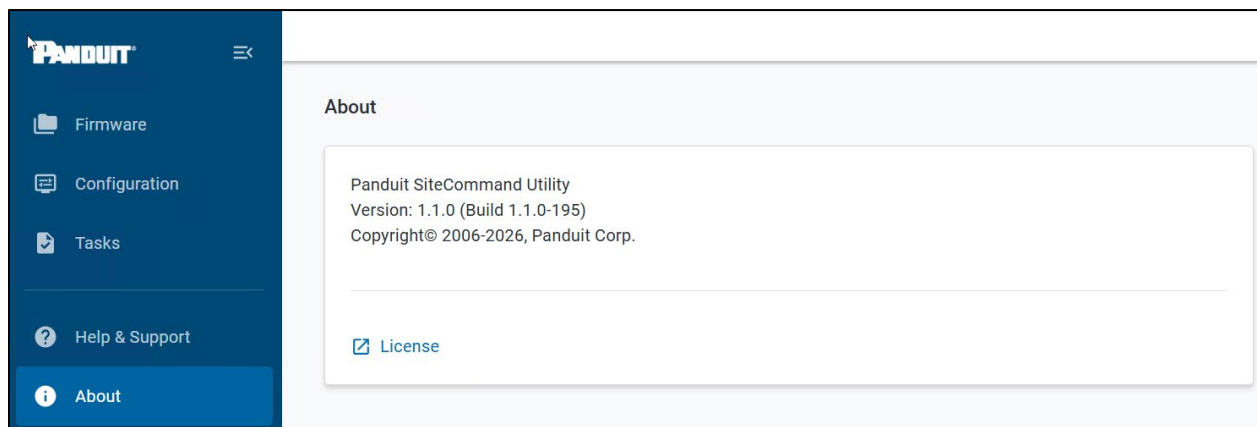 PANDUIT®
Firmware
Configuration
Tasks
Help & Support
About
About
Panduit SiteCommand Utility
Version: 1.1.0 (Build 1.1.0-195)
Copyright© 2006-2026, Panduit Corp.
License